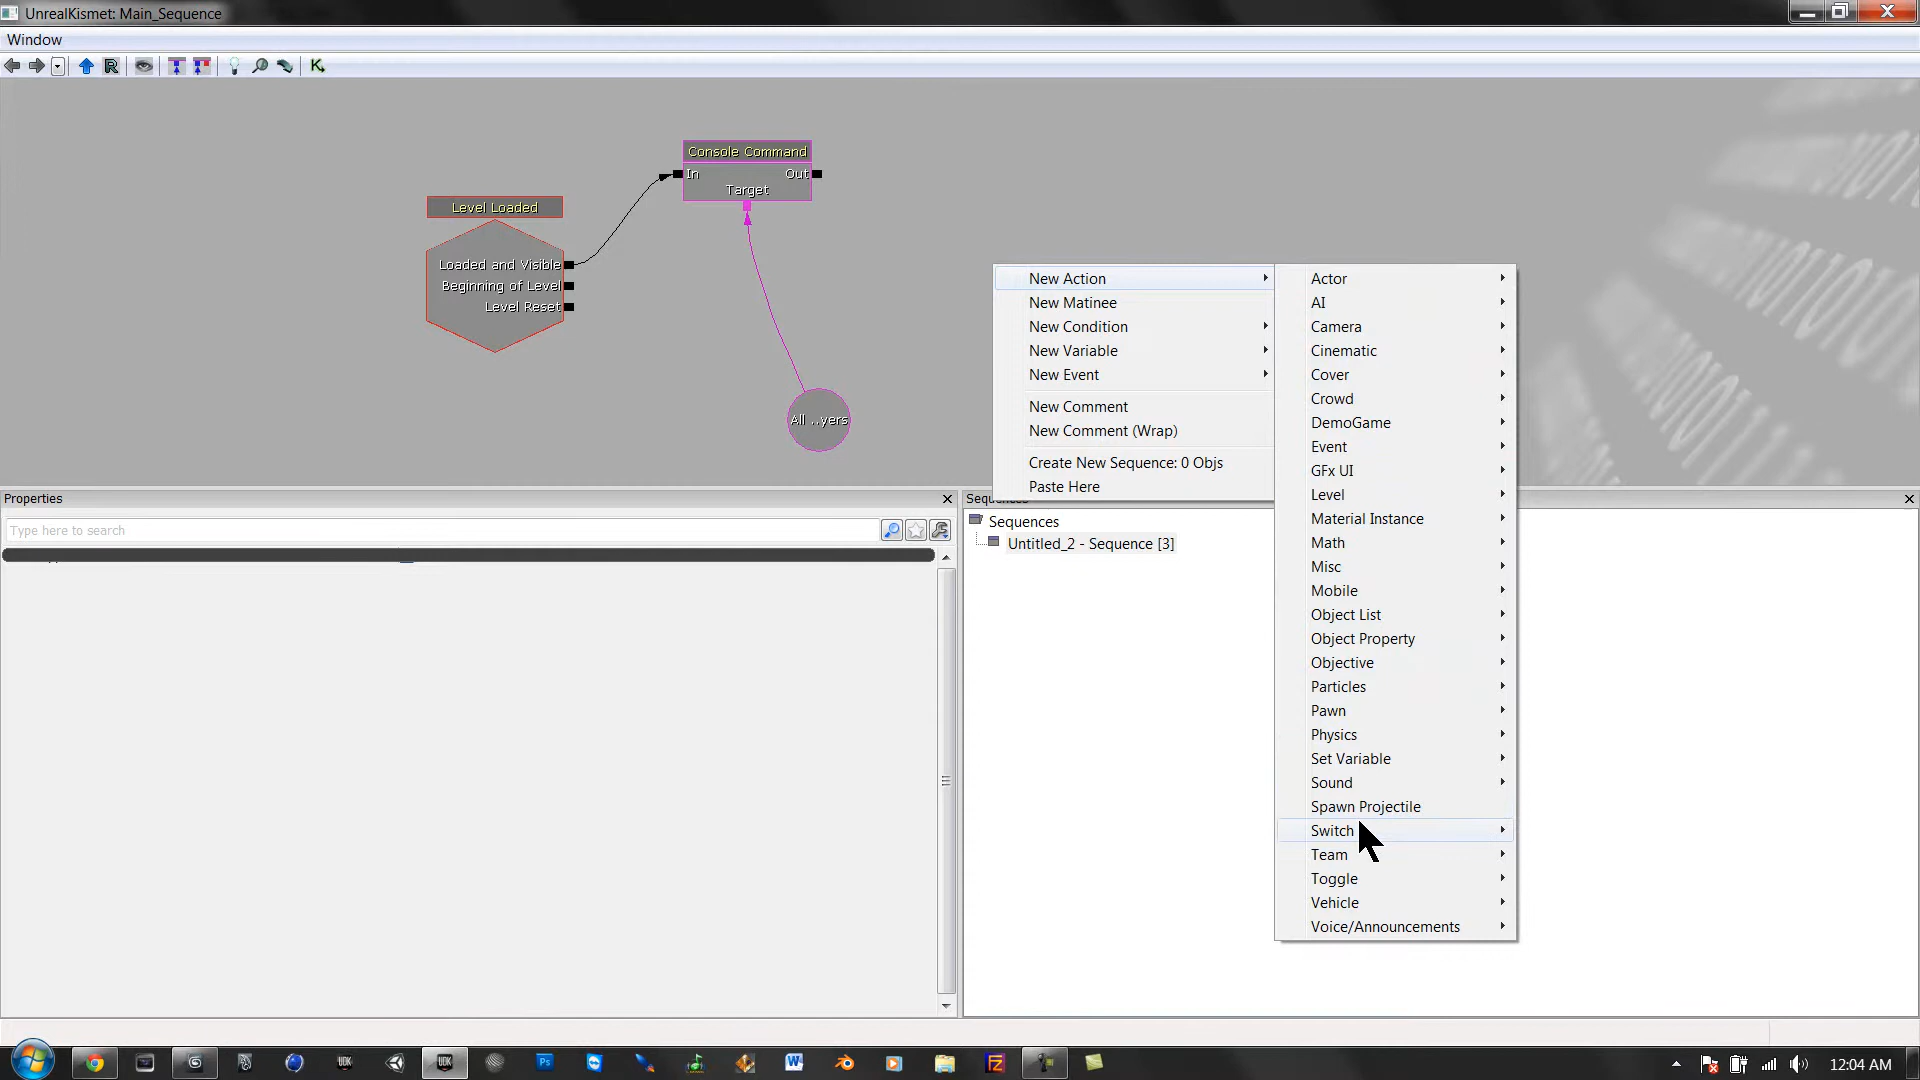 UnrealKismet: Main_Sequence
Window
Console Command
In Out
Target
Level Loaded
Loaded and Visible
Beginning of Level
Level Reset
All ..yers
New Action
New Matinee
New Condition
New Variable
New Event
New Comment
New Comment (Wrap)
Create New Sequence: 0 Objs
Paste Here
Actor
AI
Camera
Cinematic
Cover
Crowd
DemoGame
Event
GFx UI
Level
Material Instance
Math
Misc
Mobile
Object List
Object Property
Objective
Particles
Pawn
Physics
Set Variable
Sound
Spawn Projectile
Switch
Team
Toggle
Vehicle
Voice/Announcements
Properties
Type here to search
Sequences
Sequences
Untitled_2 - Sequence [3]
12:04 AM